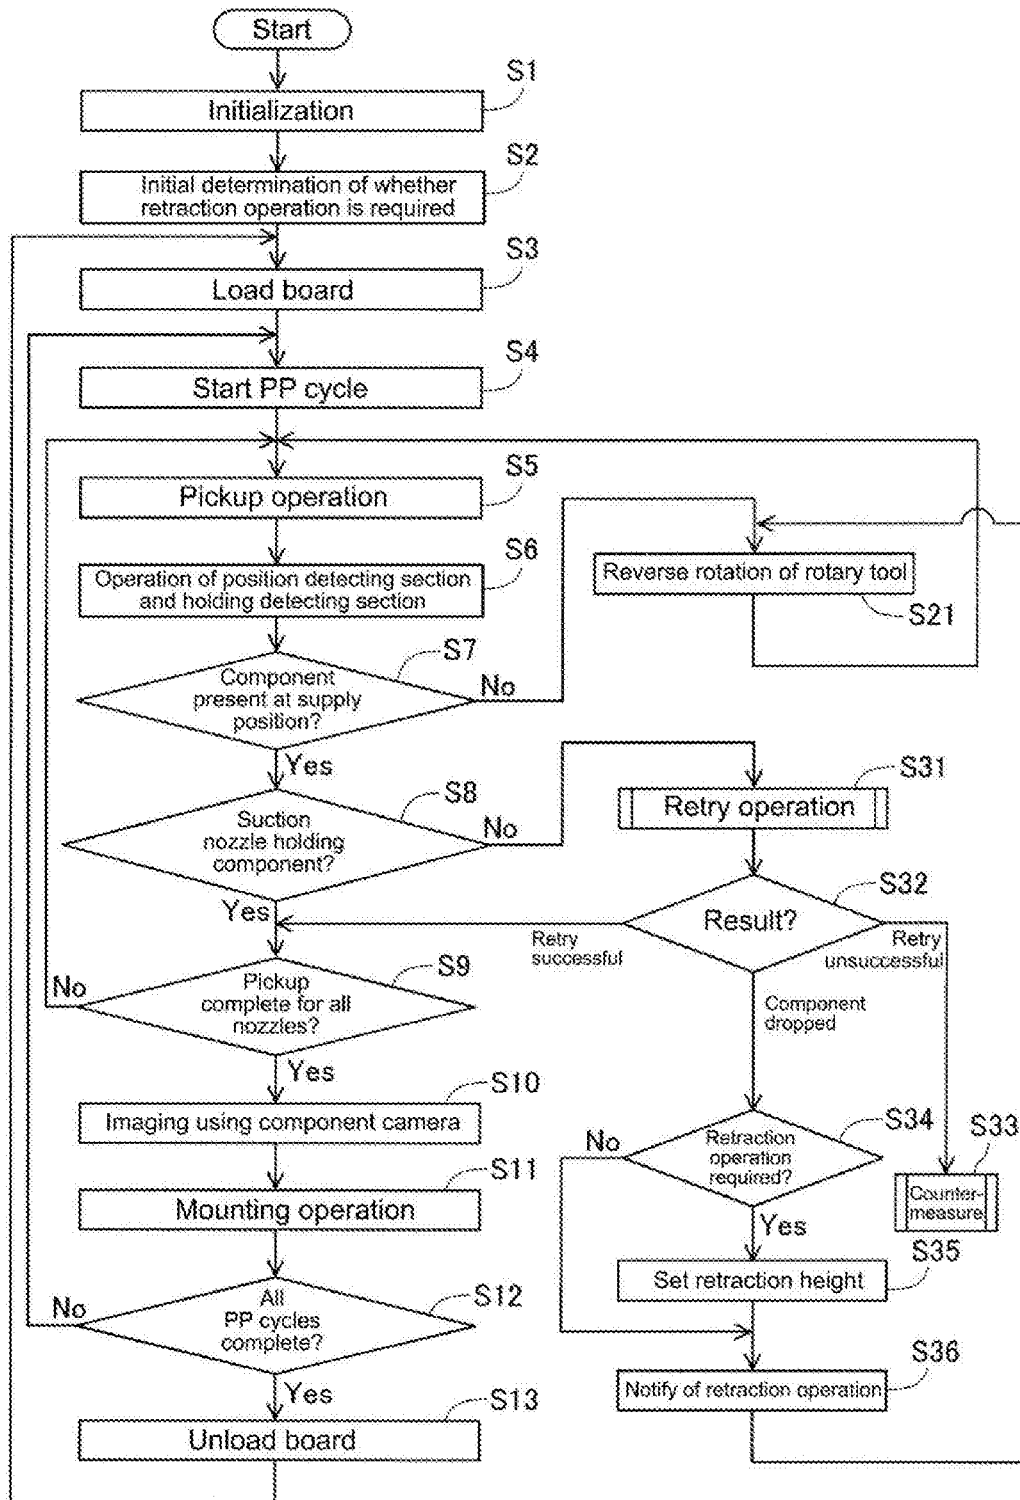 Start
S1
Initialization
S2
Initial determination of whether
retraction operation is required
S3
Load board
S4
Start PP cycle
S5
Pickup operation
S6
Operation of position detecting section
and holding detecting section
Reverse rotation of rotary tool
S21
S7
Component
present at supply
position?
No
Yes
S8
Suction
nozzle holding
component?
No
Yes
S31
Retry operation
S32
Result?
Retry
successful
Retry
unsuccessful
Component
dropped
S9
Pickup
complete for all
nozzles?
No
Yes
S10
Imaging using component camera
S11
Mounting operation
S34
Retraction
operation
required?
No
Yes
S33
Counter-
measure
S35
Set retraction height
S12
All
PP cycles
complete?
No
Yes
S36
Notify of retraction operation
S13
Unload board